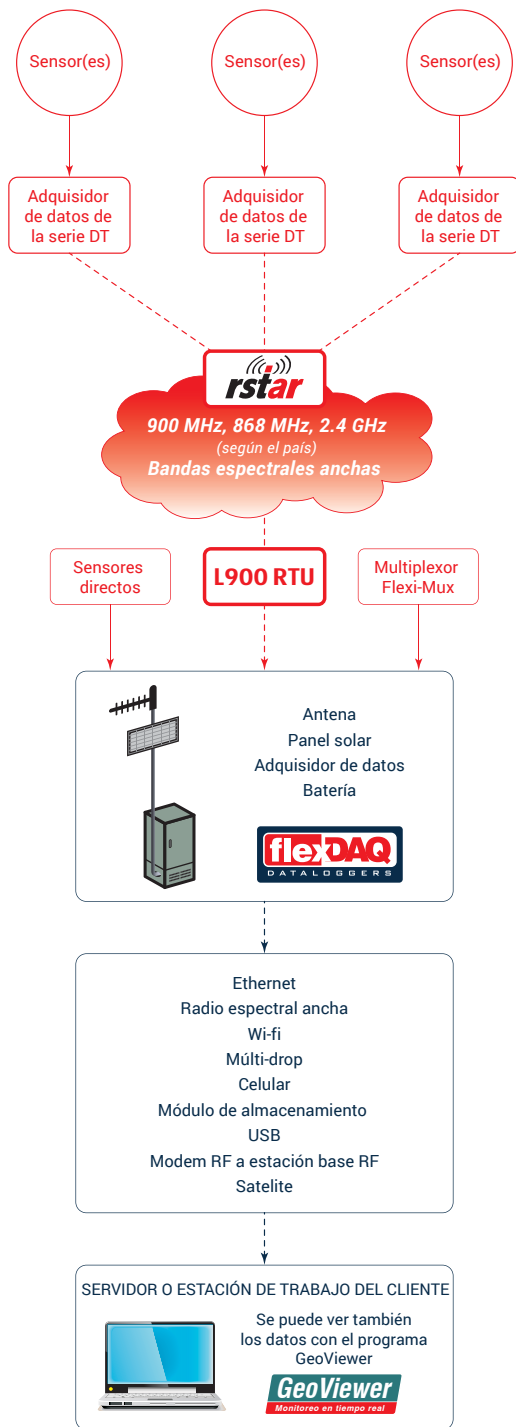 Sensor(es)
Sensor(es)
Sensor(es)
Adquisidor
de datos de
la serie DT
Adquisidor
de datos de
la serie DT
Adquisidor
de datos de
la serie DT
rstar
900 MHz, 868 MHz, 2.4 GHz
(según el país)
Bandas espectrales anchas
Sensores
directos
L900 RTU
Multiplexor
Flexi-Mux
Antena
Panel solar
Adquisidor de datos
Batería
flexDAQ
DATALOGGERS
Ethernet
Radio espectral ancha
Wi-fi
Múlti-drop
Celular
Módulo de almacenamiento
USB
Modem RF a estación base RF
Satelite
SERVIDOR O ESTACIÓN DE TRABAJO DEL CLIENTE
Se puede ver también
los datos con el programa
GeoViewer
GeoViewer
Monitoreo en tiempo real